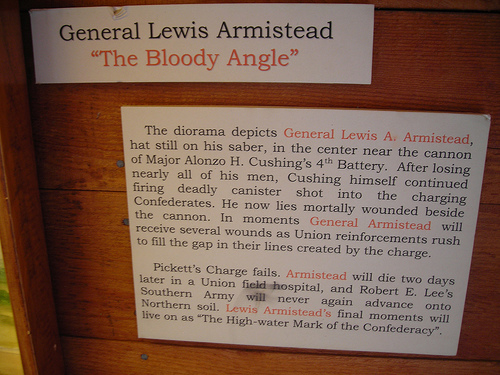 General Lewis Armistead
"The Bloody Angle"
The diorama depicts General Lewis A. Armistead,
hat still on his saber, in the center near the cannon
of Major Alonzo H. Cushing's 4th Battery. After losing
nearly all of his men, Cushing himself continued
firing deadly canister shot into the charging
Confederates. He now lies mortally wounded beside
the cannon. In moments General Armistead will
receive several wounds as Union reinforcements rush
to fill the gap in their lines created by the charge.
Pickett's Charge fails. Armistead will die two days
later in a Union field hospital, and Robert E. Lee's
Southern Army will never again advance onto
Northern soil. Lewis Armistead's final moments will
live on as "The High-water Mark of the Confederacy".